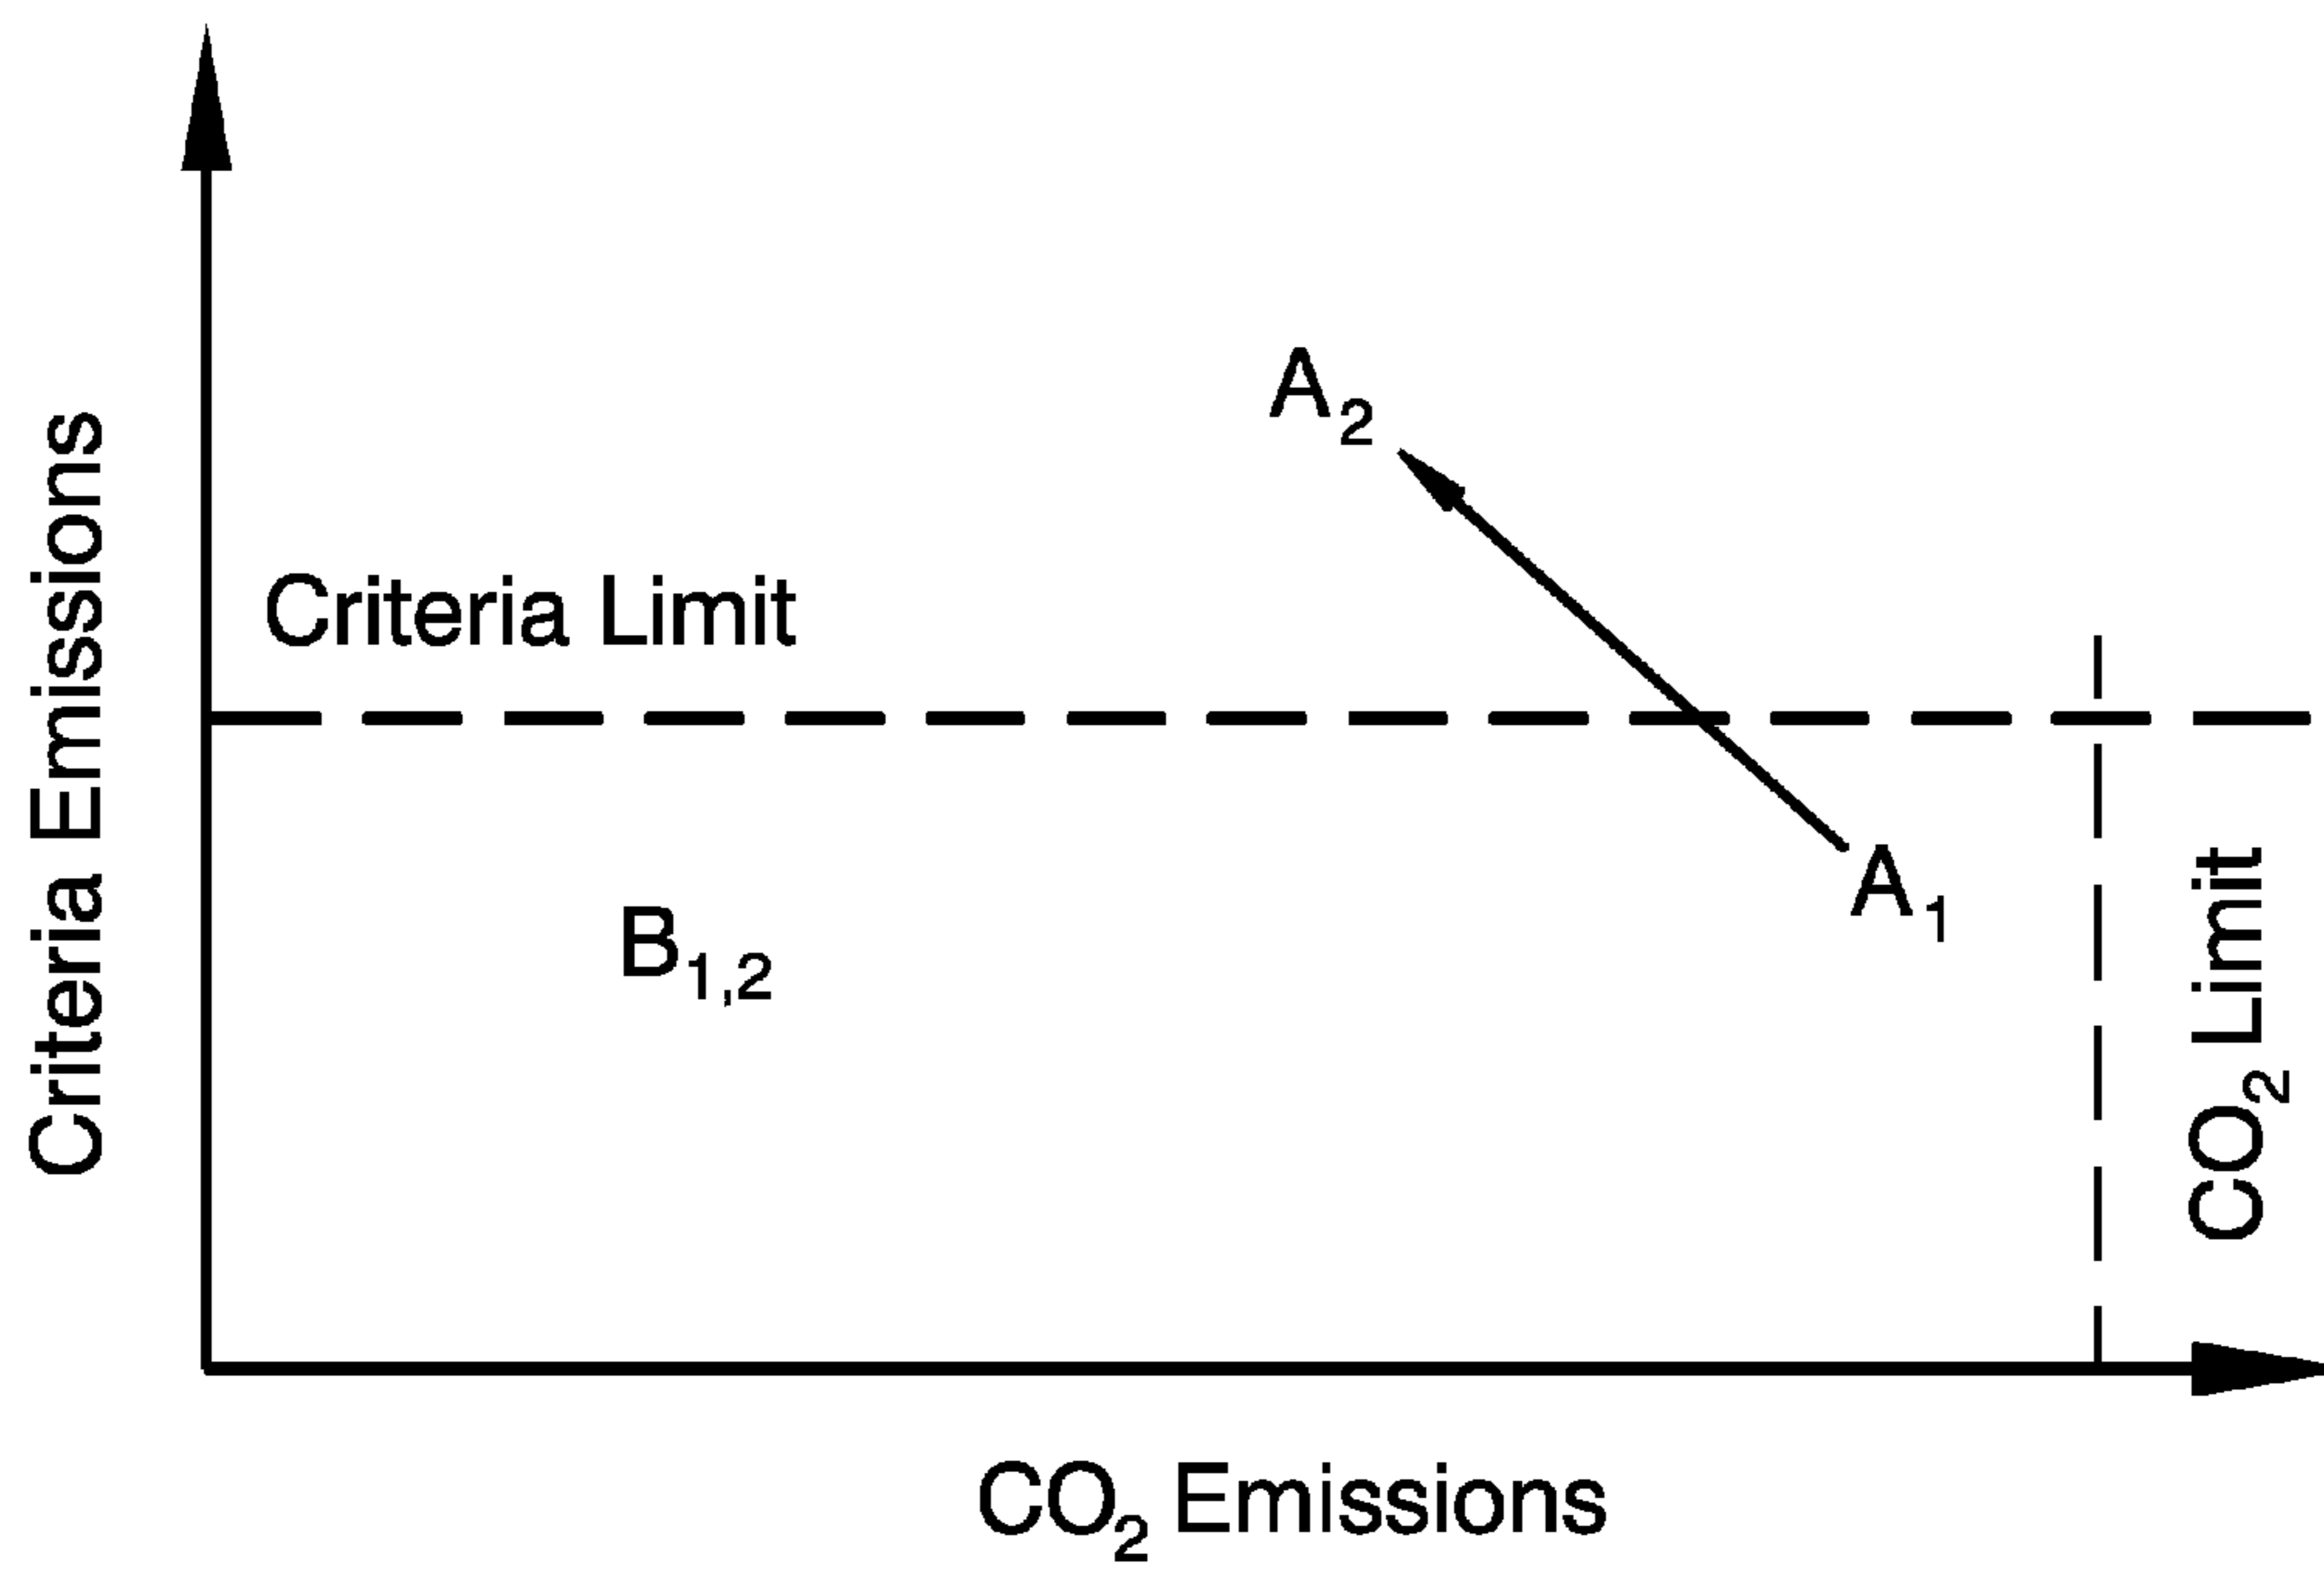 A₂
Criteria Limit
A₁
B₁,₂
Criteria Emissions
CO₂ Limit
CO₂ Emissions